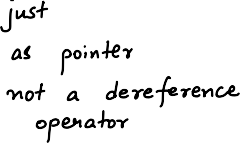 just
as pointer
not a dereference
operator